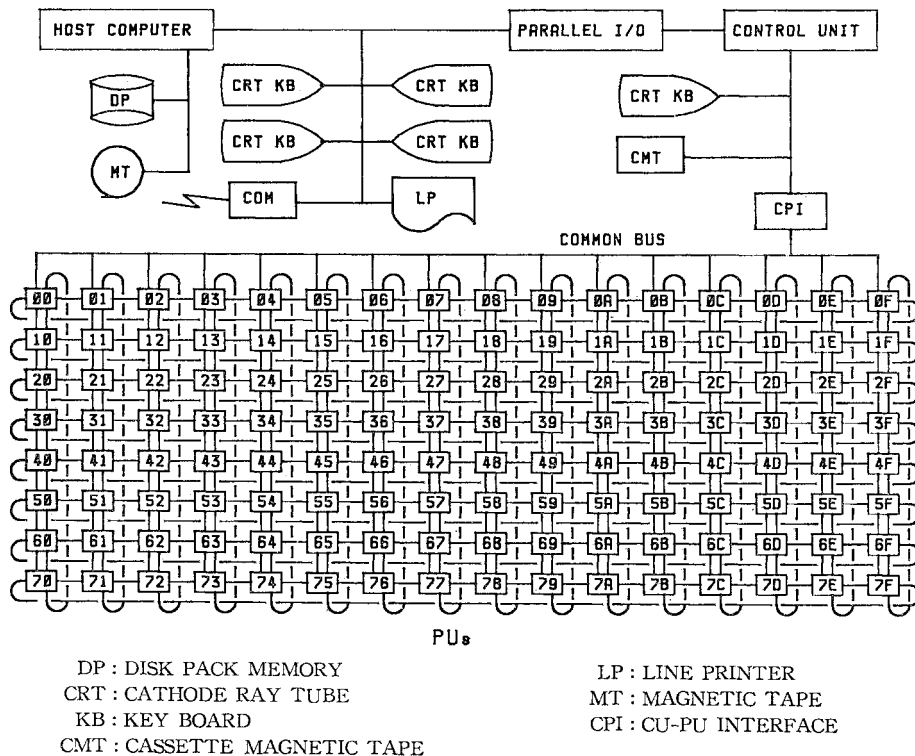 HOST COMPUTER PARALLEL I/O CONTROL UNIT
CRT KB CRT KB CRT KB
DP
CRT KB CRT KB CMT
MT
COM LP CPI
COMMON BUS
00 01 02 03 04 05 06 07 08 09 0A 0B 0C 0D 0E 0F
10 11 12 13 14 15 16 17 18 19 1A 1B 1C 1D 1E 1F
20 21 22 23 24 25 26 27 28 29 2A 2B 2C 2D 2E 2F
30 31 32 33 34 35 36 37 38 39 3A 3B 3C 3D 3E 3F
40 41 42 43 44 45 46 47 48 49 4A 4B 4C 4D 4E 4F
50 51 52 53 54 55 56 57 58 59 5A 5B 5C 5D 5E 5F
60 61 62 63 64 65 66 67 68 69 6A 6B 6C 6D 6E 6F
70 71 72 73 74 75 76 77 78 79 7A 7B 7C 7D 7E 7F
PUs
DP : DISK PACK MEMORY
CRT : CATHODE RAY TUBE
KB : KEY BOARD
CMT : CASSETTE MAGNETIC TAPE
LP : LINE PRINTER
MT : MAGNETIC TAPE
CPI : CU-PU INTERFACE